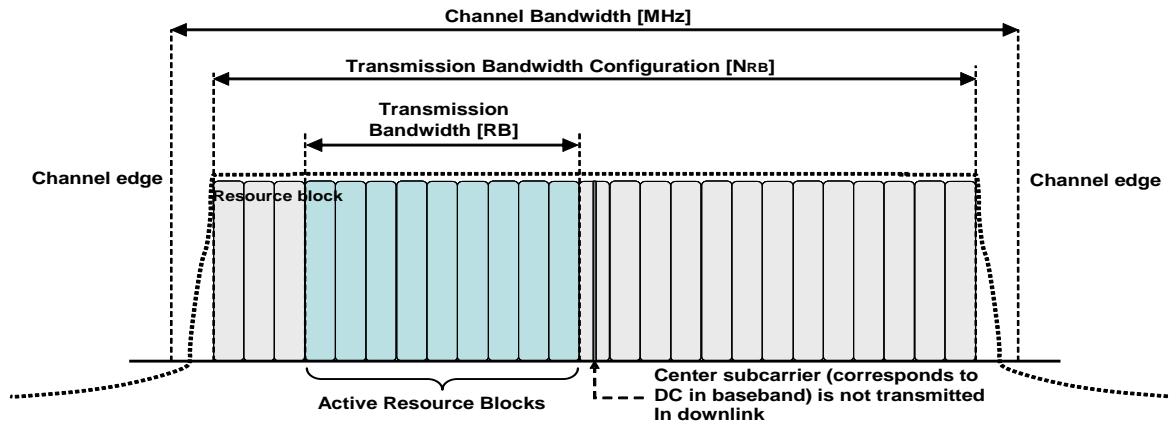 Channel Bandwidth [MHz]
Transmission Bandwidth Configuration [NRB]
Transmission
Bandwidth [RB]
Channel edge
Channel edge
Resource block
Center subcarrier (corresponds to
DC in baseband) is not transmitted
In downlink
Active Resource Blocks